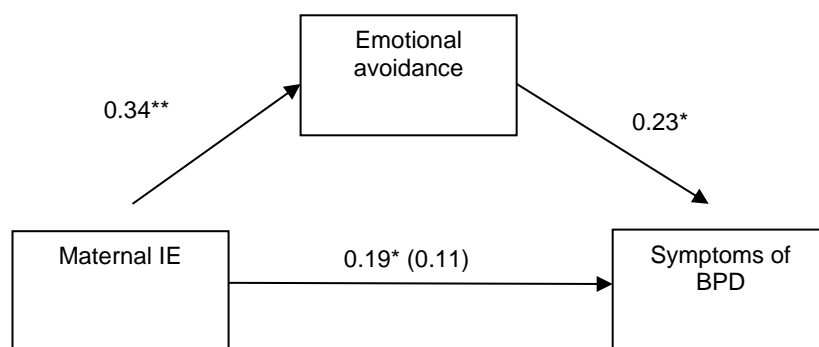 Emotional
avoidance
0.34**
0.23*
Maternal IE
0.19* (0.11)
Symptoms of
BPD